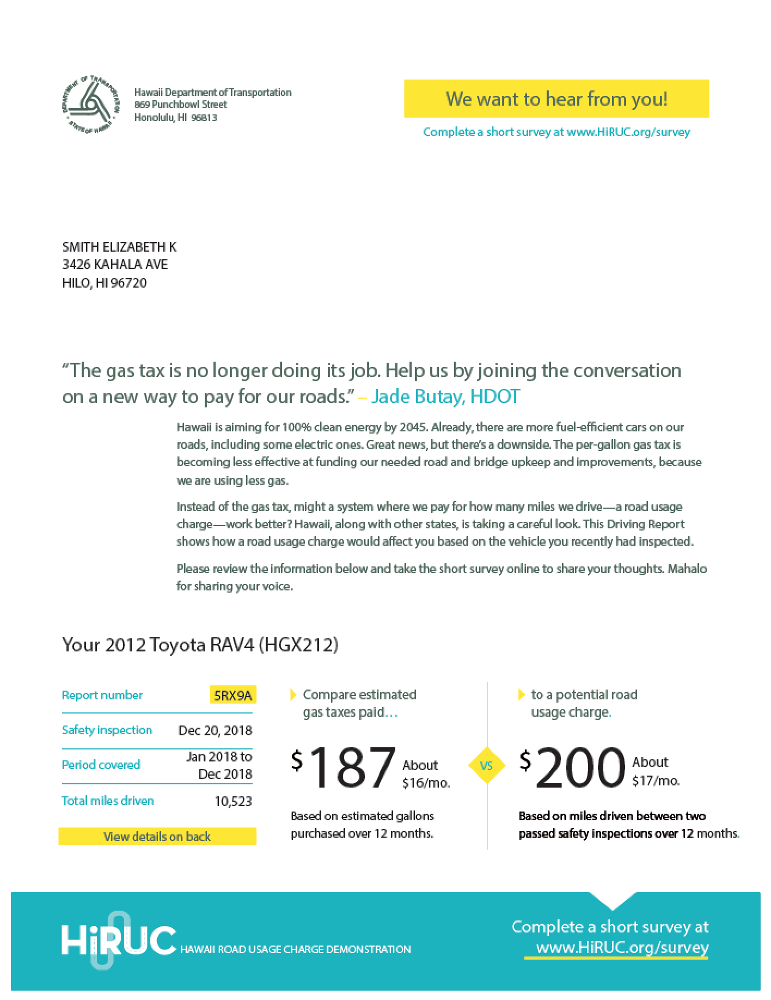 DEPARTMENT OF TRANSPORTATION
STATE OF HAWAII
Hawaii Department of Transportation
869 Punchbowl Street
Honolulu, HI 96813
We want to hear from you!
Complete a short survey at www.HiRUC.org/survey
SMITH ELIZABETH K
3426 KAHALA AVE
HILO, HI 96720
“The gas tax is no longer doing its job. Help us by joining the conversation
on a new way to pay for our roads.” – Jade Butay, HDOT
Hawaii is aiming for 100% clean energy by 2045. Already, there are more fuel-efficient cars on our
roads, including some electric ones. Great news, but there’s a downside. The per-gallon gas tax is
becoming less effective at funding our needed road and bridge upkeep and improvements, because
we are using less gas.
Instead of the gas tax, might a system where we pay for how many miles we drive—a road usage
charge—work better? Hawaii, along with other states, is taking a careful look. This Driving Report
shows how a road usage charge would affect you based on the vehicle you recently had inspected.
Please review the information below and take the short survey online to share your thoughts. Mahalo
for sharing your voice.
Your 2012 Toyota RAV4 (HGX212)
Report number 5RX9A
Safety inspection Dec 20, 2018
Period covered Jan 2018 to
Dec 2018
Total miles driven 10,523
View details on back
Compare estimated
gas taxes paid...
$187 About
$16/mo.
Based on estimated gallons
purchased over 12 months.
VS
to a potential road
usage charge.
$200 About
$17/mo.
Based on miles driven between two
passed safety inspections over 12 months.
HiRUC HAWAII ROAD USAGE CHARGE DEMONSTRATION
Complete a short survey at
www.HiRUC.org/survey